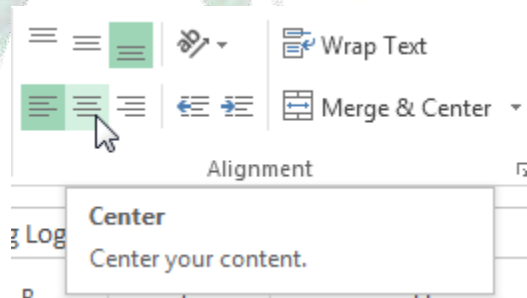 Wrap Text
Merge & Center
Alignment
Center
Log
Center your content.